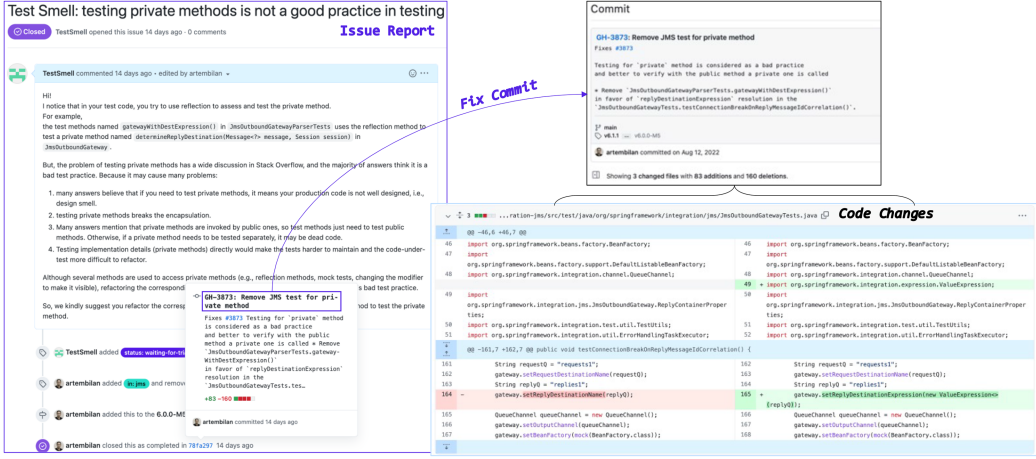 Test Smell: testing private methods is not a good practice in testing
Closed TestSmell opened this issue 14 days ago · 0 comments
Issue Report
TestSmell commented 14 days ago • edited by artembilan
Hi!
I notice that in your test code, you try to use reflection to assess and test the private method.
For example,
the test methods named gatewayWithDestExpression() in JmsOutboundGatewayParserTests uses the reflection method to
test a private method named determineReplyDestination(Message<?> message, Session session) in
JmsOutboundGateway .
But, the problem of testing private methods has a wide discussion in Stack Overflow, and the majority of answers think it is a
bad test practice. Because it may cause many problems:
1. many answers believe that if you need to test private methods, it means your production code is not well designed, i.e.,
design smell.
2. testing private methods breaks the encapsulation.
3. Many answers mention that private methods are invoked by public ones, so test methods just need to test public
methods. Otherwise, if a private method needs to be tested separately, it may be dead code.
4. Testing implementation details (private methods) directly would make the tests harder to maintain and the code-under-
test more difficult to refactor.
Although several methods are used to access private methods (e.g., reflection methods, mock tests, changing the modifier
to make it visible), refactoring the correspond
s bad test practice.
So, we kindly suggest you refactor the corresp
nod to test the private
method.
GH-3873: Remove JMS test for pri-
vate method
Fixes #3873 Testing for `private` method
is considered as a bad practice
and better to verify with the public
method a private one is called * Remove
`JmsOutboundGatewayParserTests.gateway-
WithDestExpression()`
in favor of `replyDestinationExpression`
resolution in the
`JmsOutboundGatewayTests.tes…
+83 −160
artembilan committed 14 days ago
TestSmell added status: waiting-for-tri
artembilan added in: jms and remove
artembilan added this to the 6.0.0-M5
artembilan closed this as completed in 78fa297 14 days ago
Fix Commit
Commit
GH-3873: Remove JMS test for private method
Fixes #3873
Testing for `private` method is considered as a bad practice
and better to verify with the public method a private one is called
* Remove `JmsOutboundGatewayParserTests.gatewayWithDestExpression()`
in favor of `replyDestinationExpression` resolution in the
`JmsOutboundGatewayTests.testConnectionBreakOnReplyMessageIdCorrelation()`.
main
v6.1.1 … v6.0.0-M5
artembilan committed on Aug 12, 2022
Showing 3 changed files with 83 additions and 160 deletions.
3 ...ration-jms/src/test/java/org/springframework/integration/jms/JmsOutboundGatewayTests.java
Code Changes
@@ -46,6 +46,7 @@
46 import org.springframework.beans.factory.BeanFactory;
47 import
org.springframework.beans.factory.support.DefaultListableBeanFactory;
48 import org.springframework.integration.channel.QueueChannel;
49 import
org.springframework.integration.jms.JmsOutboundGateway.ReplyContainerProper
ties;
50 import org.springframework.integration.test.util.TestUtils;
51 import org.springframework.integration.util.ErrorHandlingTaskExecutor;
46 import org.springframework.beans.factory.BeanFactory;
47 import
org.springframework.beans.factory.support.DefaultListableBeanFactory;
48 import org.springframework.integration.channel.QueueChannel;
49 + import org.springframework.integration.expression.ValueExpression;
50 import
org.springframework.integration.jms.JmsOutboundGateway.ReplyContainerProper
ties;
51 import org.springframework.integration.test.util.TestUtils;
52 import org.springframework.integration.util.ErrorHandlingTaskExecutor;
@@ -161,7 +162,7 @@ public void testConnectionBreakOnReplyMessageIdCorrelation() {
161 String requestQ = "requests1";
162 gateway.setRequestDestinationName(requestQ);
163 String replyQ = "replies1";
164 - gateway.setReplyDestinationName(replyQ);
165 QueueChannel queueChannel = new QueueChannel();
166 gateway.setOutputChannel(queueChannel);
167 gateway.setBeanFactory(mock(BeanFactory.class));
162 String requestQ = "requests1";
163 gateway.setRequestDestinationName(requestQ);
164 String replyQ = "replies1";
165 + gateway.setReplyDestinationExpression(new ValueExpression<>
(replyQ));
166 QueueChannel queueChannel = new QueueChannel();
167 gateway.setOutputChannel(queueChannel);
168 gateway.setBeanFactory(mock(BeanFactory.class));